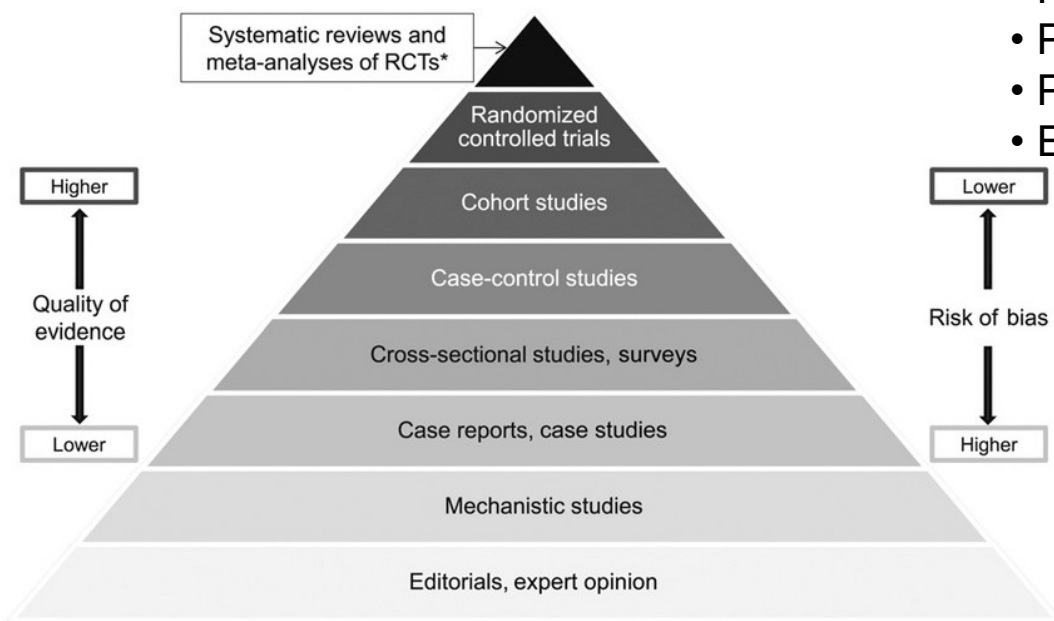 Systematic reviews and
meta-analyses of RCTs*
Randomized
controlled trials
Cohort studies
Case-control studies
Cross-sectional studies, surveys
Case reports, case studies
Mechanistic studies
Editorials, expert opinion
Higher
Quality of
evidence
Lower
Lower
Risk of bias
Higher